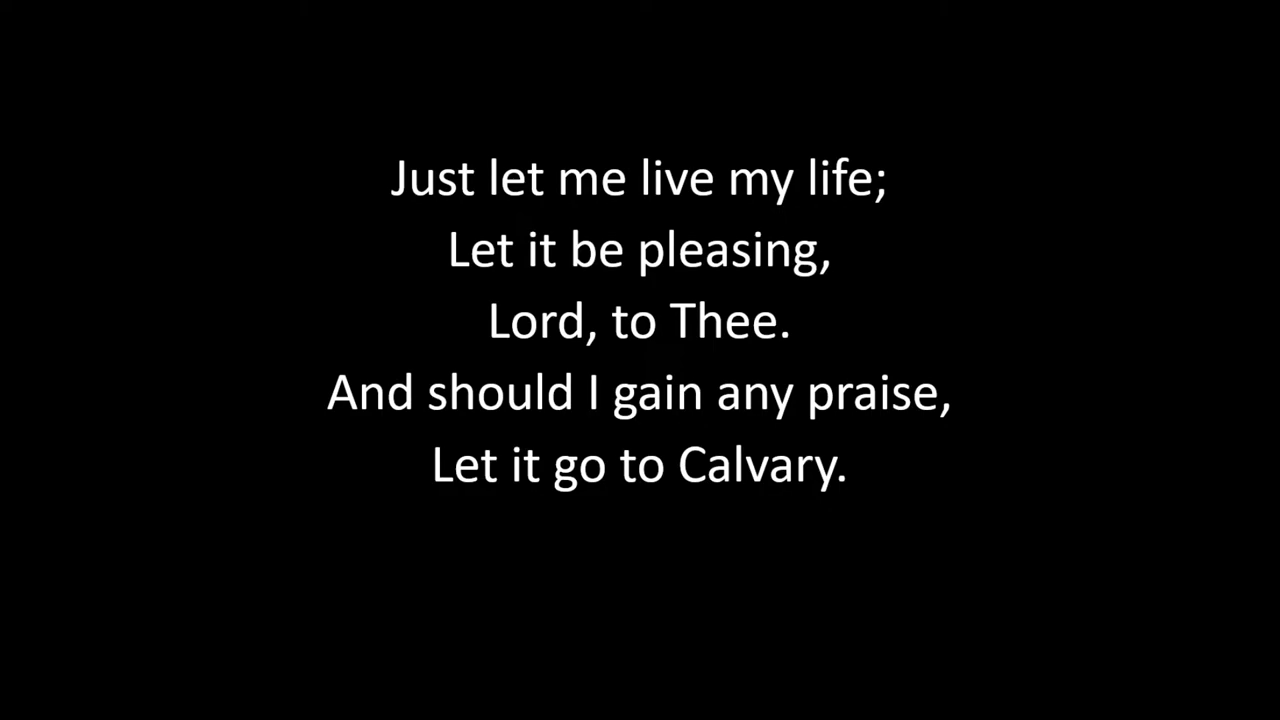 Just let me live my life;
Let it be pleasing,
Lord, to Thee.
And should I gain any praise,
Let it go to Calvary.